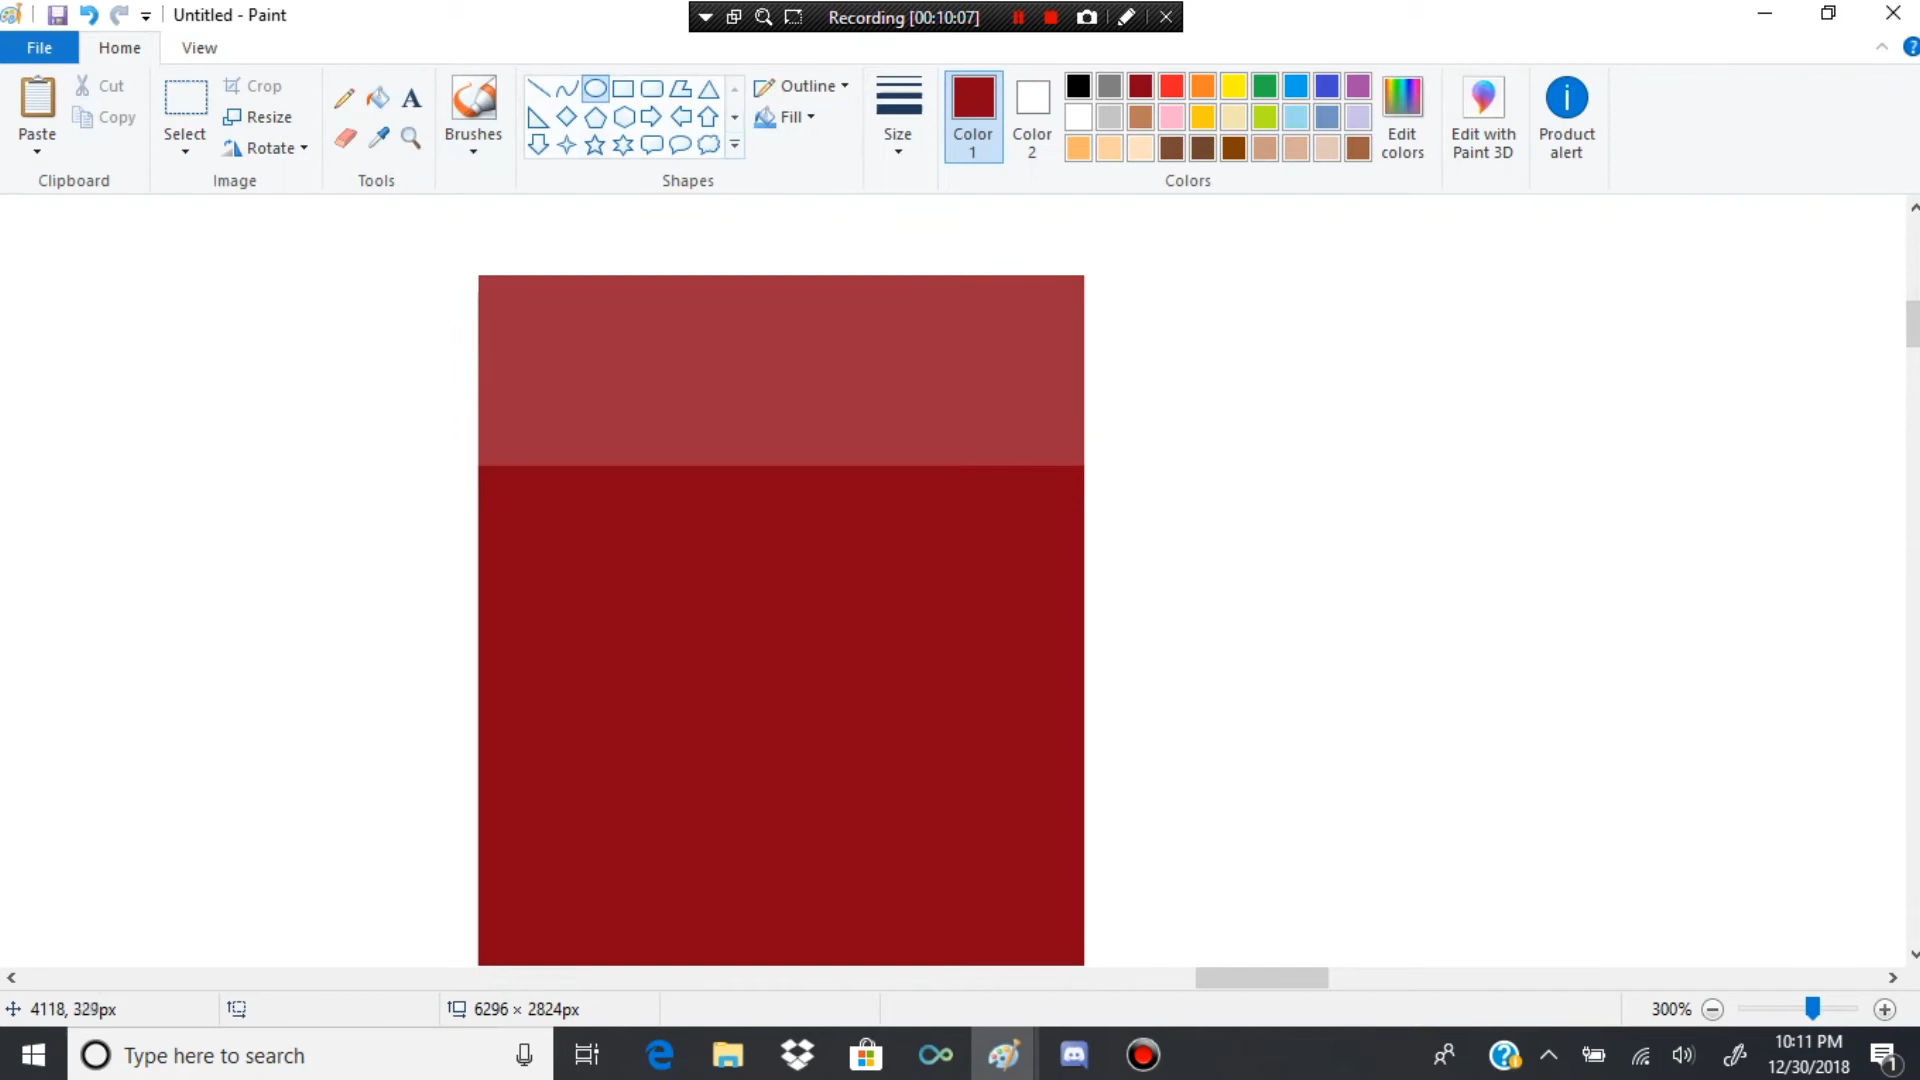 Untitled - Paint
Recording [00:10:07]
File
Home
View
Paste
Cut
Copy
Clipboard
Select
Crop
Resize
Rotate
Image
A
Tools
Brushes
Shapes
Outline
Fill
Size
Color
1
Color
2
Colors
Edit
colors
Edit with
Paint 3D
Product
alert
4118, 329px
6296 × 2824px
300%
Type here to search
10:11 PM
12/30/2018
1